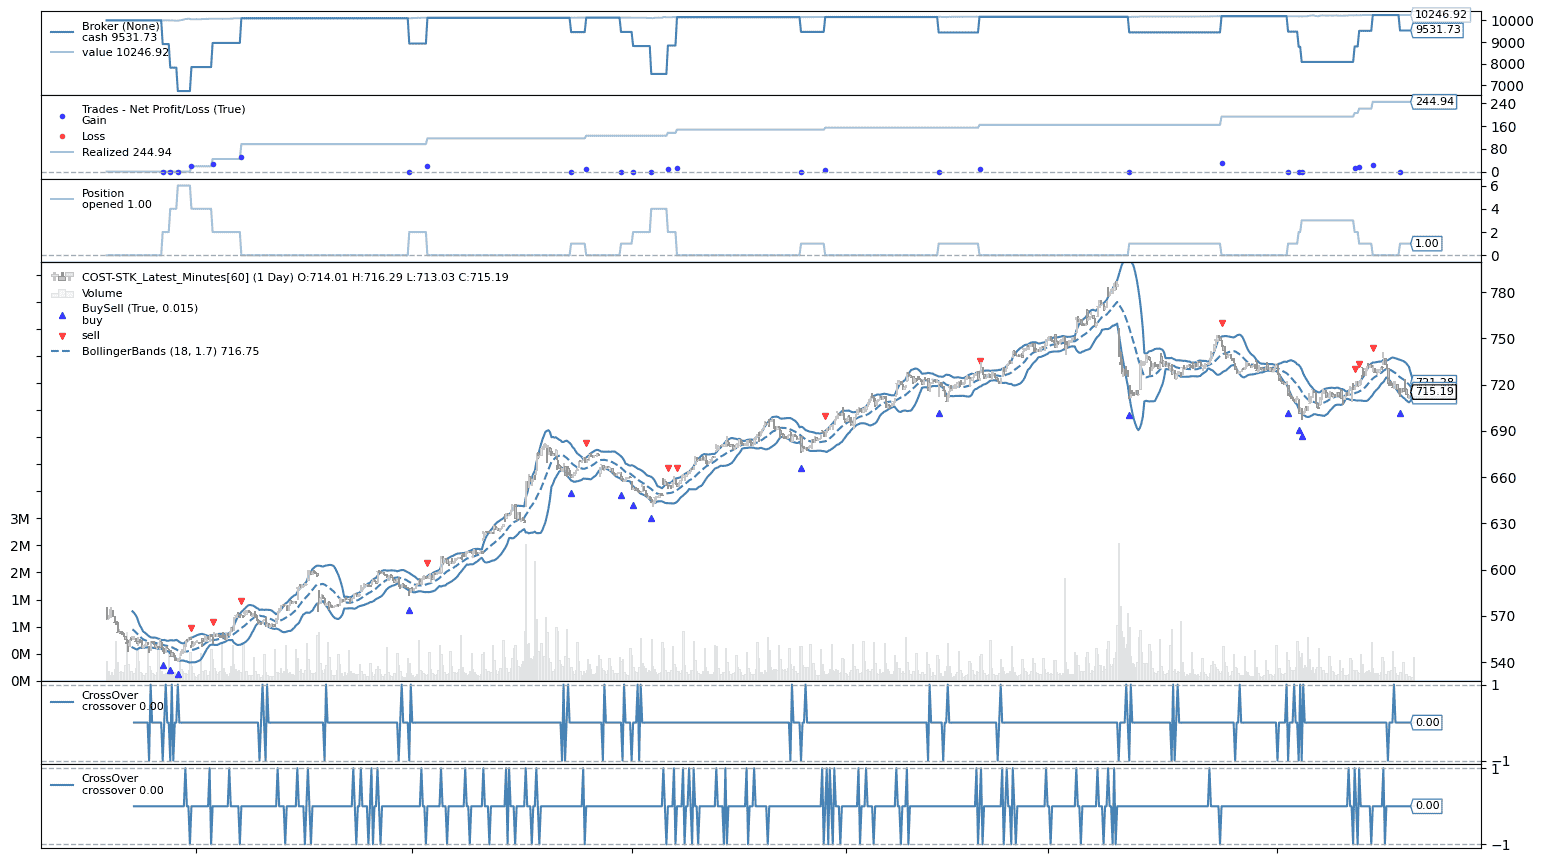 Broker (None)
cash 9531.73
value 10246.92
10246.92
9531.73
10000
9000
8000
7000
Trades - Net Profit/Loss (True)
Gain
Loss
Realized 244.94
244.94
240
160
80
0
Position
opened 1.00
1.00
6
4
2
0
COST-STK_Latest_Minutes[60] (1 Day) O:714.01 H:716.29 L:713.03 C:715.19
Volume
BuySell (True, 0.015)
buy
sell
BollingerBands (18, 1.7) 716.75
721.28
715.19
780
750
720
690
660
630
600
570
540
3M
2M
2M
1M
1M
0M
0M
CrossOver
crossover 0.00
0.00
1
−1
CrossOver
crossover 0.00
0.00
1
−1